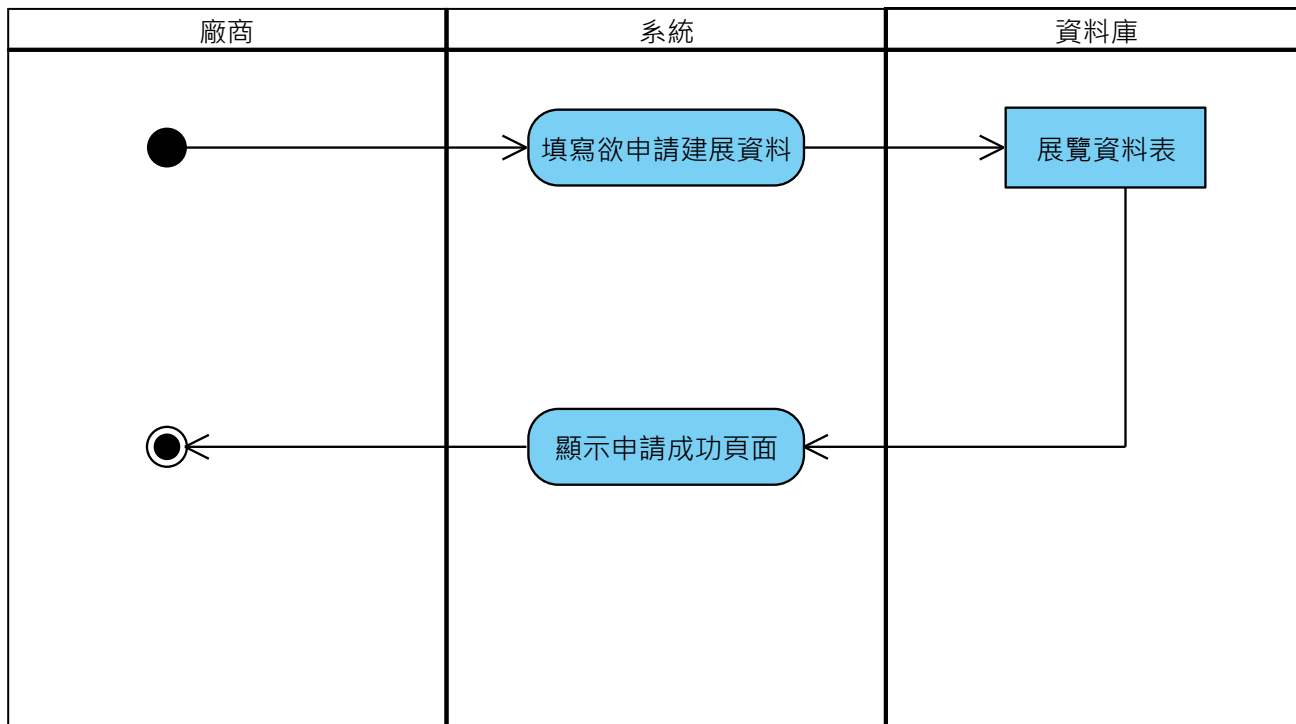 廠商
系統
資料庫
填寫欲申請建展資料
展覽資料表
顯示申請成功頁面